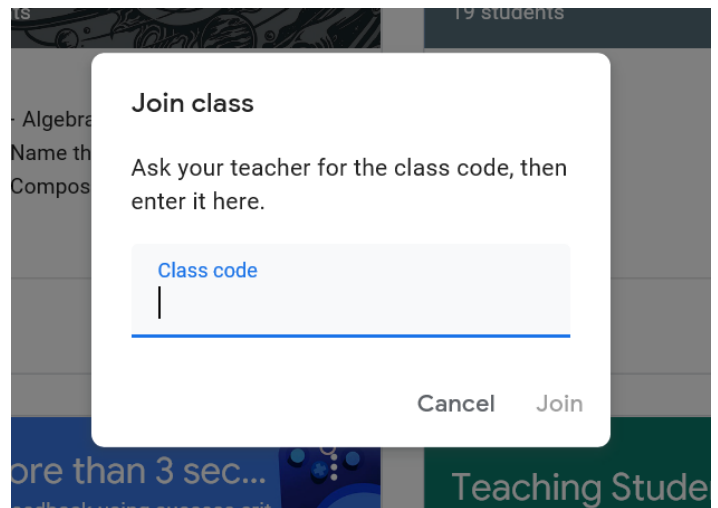 19 students
Join class
Algebra
Name th
Ask your teacher for the class code, then
Compos
enter it here.
Class code
Cancel Join
ore than 3 sec...
Teaching Studen